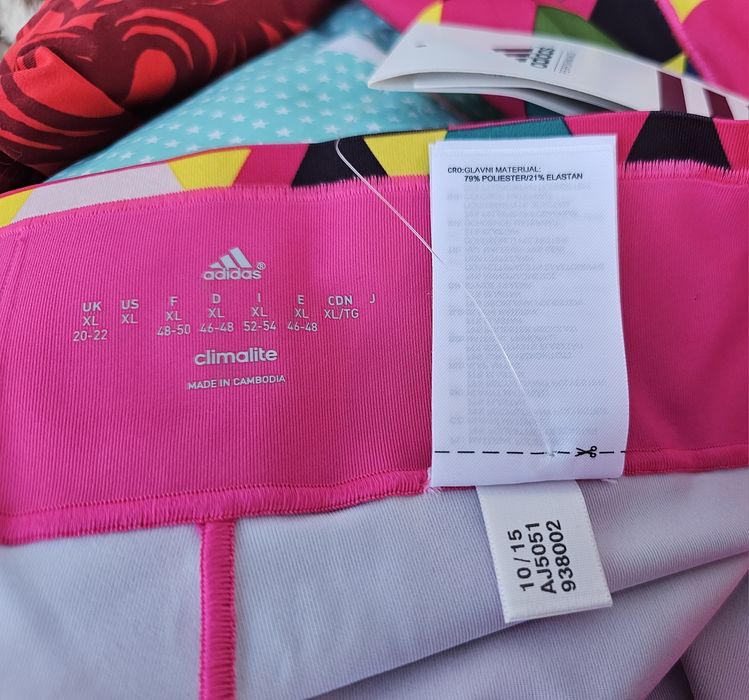 adidas
adidas®
UK US F D I E CDN J
XL XL XL XL XL XL XL/TG
20-22 48-50 46-48 52-54 46-48
climalite
MADE IN CAMBODIA
CRO:GLAVNI MATERIJAL:
79% POLIESTER/21% ELASTAN
10/15
AJ5051
938002